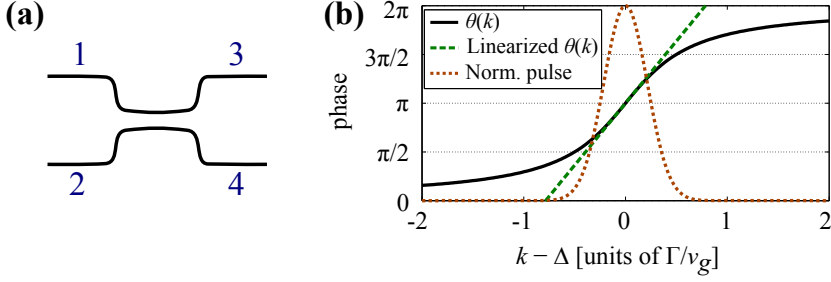 (a)
1
3
2
4
(b)
θ(k)
Linearized θ(k)
Norm. pulse
phase
2π
3π/2
π
π/2
0
-2
-1
0
1
2
k − Δ [units of Γ/vg]